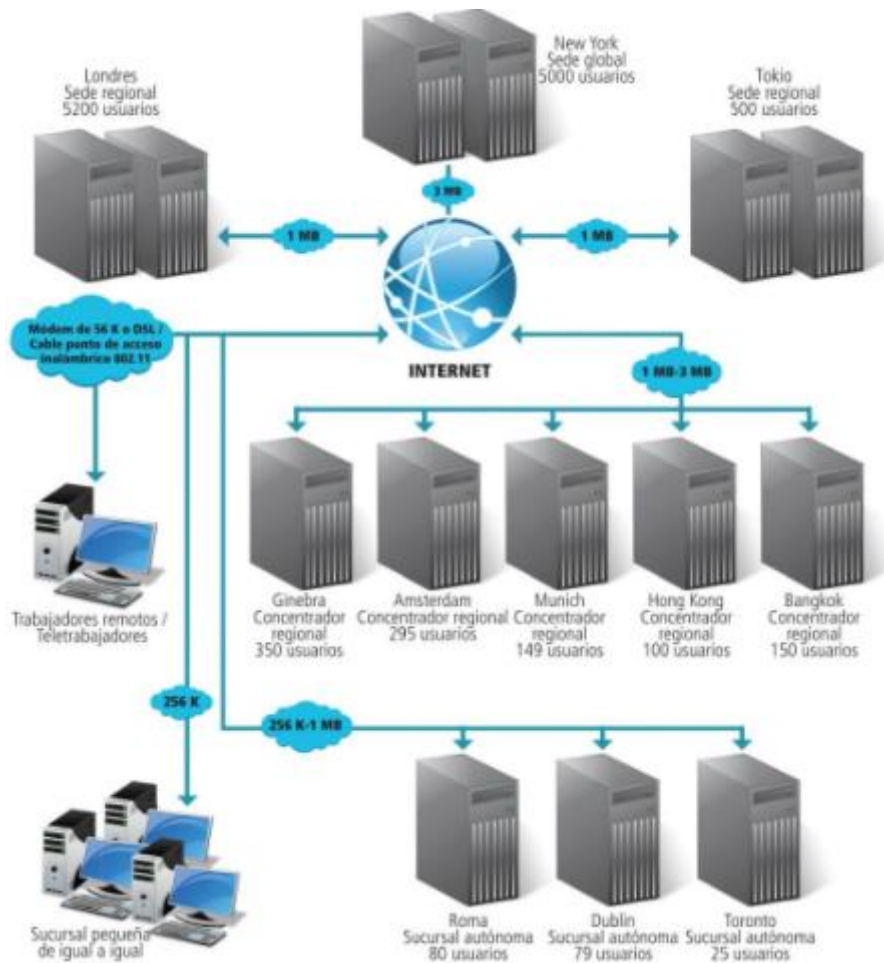 New York
Sede global
5000 usuarios
Londres
Sede regional
5200 usuarios
Tokio
Sede regional
500 usuarios
3 MB
1 MB
1 MB
Módem de 56 K o DSL /
Cable punto de acceso
inalámbrico 802.11
INTERNET
1 MB-3 MB
Trabajadores remotos /
Teletrabajadores
Ginebra
Concentrador
regional
350 usuarios
Amsterdam
Concentrador regional
295 usuarios
Munich
Concentrador
regional
149 usuarios
Hong Kong
Concentrador
regional
100 usuarios
Bangkok
Concentrador
regional
150 usuarios
256 K
256 K-1 MB
Sucursal pequeña
de igual a igual
Roma
Sucursal autónoma
80 usuarios
Dublin
Sucursal autónoma
79 usuarios
Toronto
Sucursal autónoma
25 usuarios